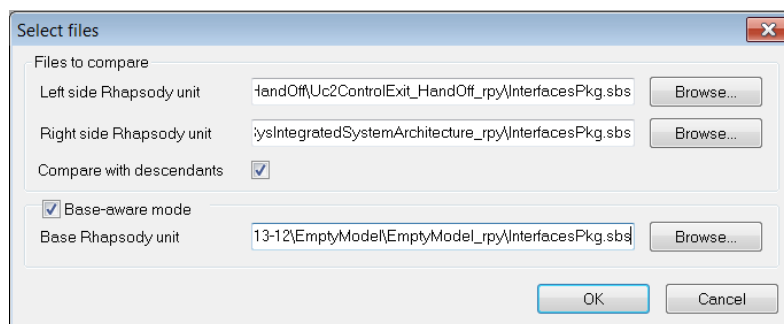 Select files
Files to compare
Left side Rhapsody unit HandOff\Uc2ControlExit_HandOff_rpy\InterfacesPkg.sbs Browse...
Right side Rhapsody unit SysIntegratedSystemArchitecture_rpy\InterfacesPkg.sbs Browse...
Compare with descendants
Base-aware mode
Base Rhapsody unit 13-12\EmptyModel\EmptyModel_rpy\InterfacesPkg.sbs Browse...
OK Cancel